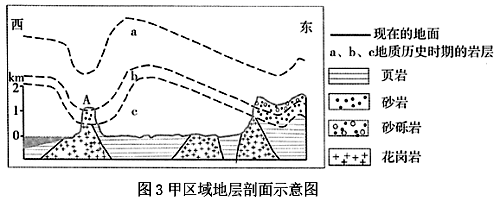 西
东
a
b
c
A
km
2
1
0
现在的地面
a、b、c地质历史时期的岩层
页岩
砂岩
砂砾岩
花岗岩
图3 甲区域地层剖面示意图